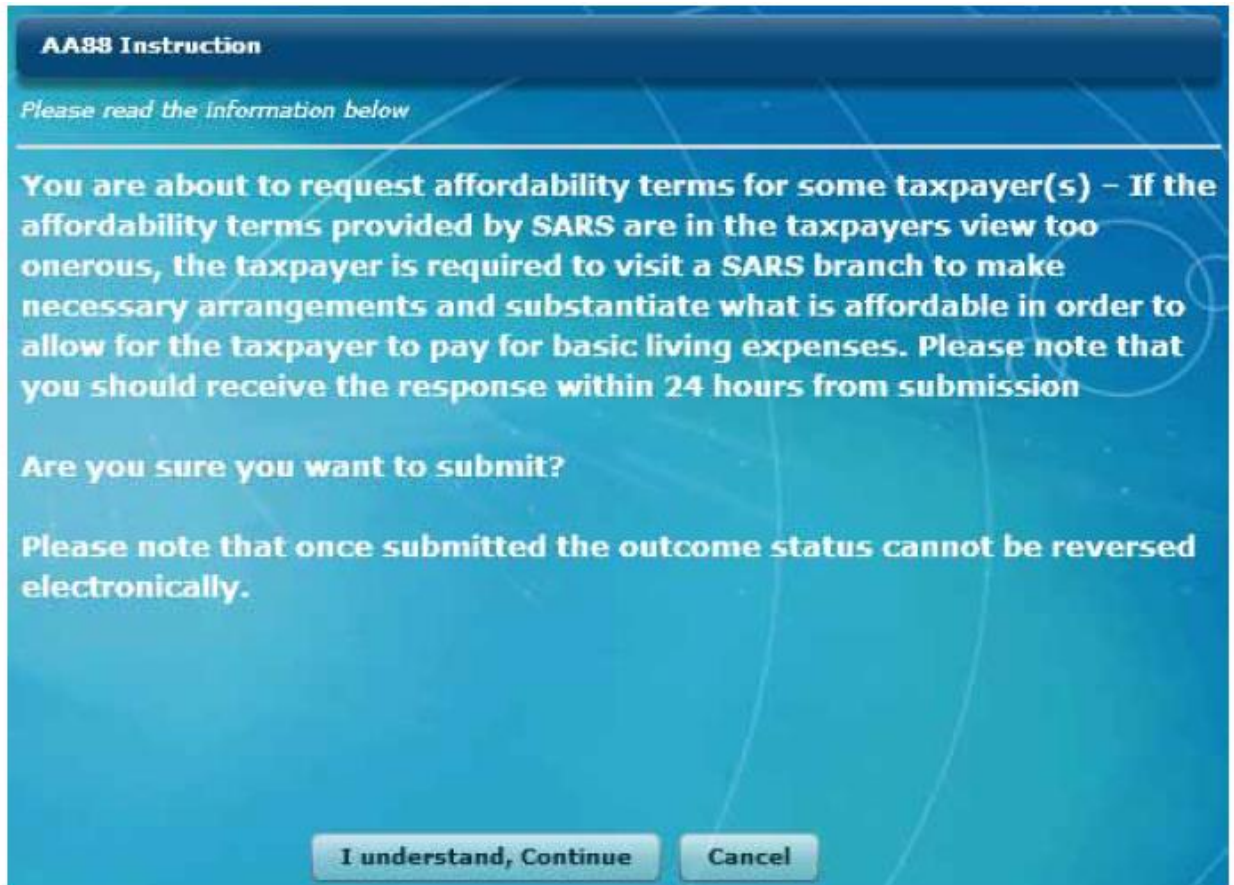 AA88 Instruction
Please read the information below
You are about to request affordability terms for some taxpayer(s) – If the
affordability terms provided by SARS are in the taxpayers view too
onerous, the taxpayer is required to visit a SARS branch to make
necessary arrangements and substantiate what is affordable in order to
allow for the taxpayer to pay for basic living expenses. Please note that
you should receive the response within 24 hours from submission
Are you sure you want to submit?
Please note that once submitted the outcome status cannot be reversed
electronically.
I understand, Continue
Cancel